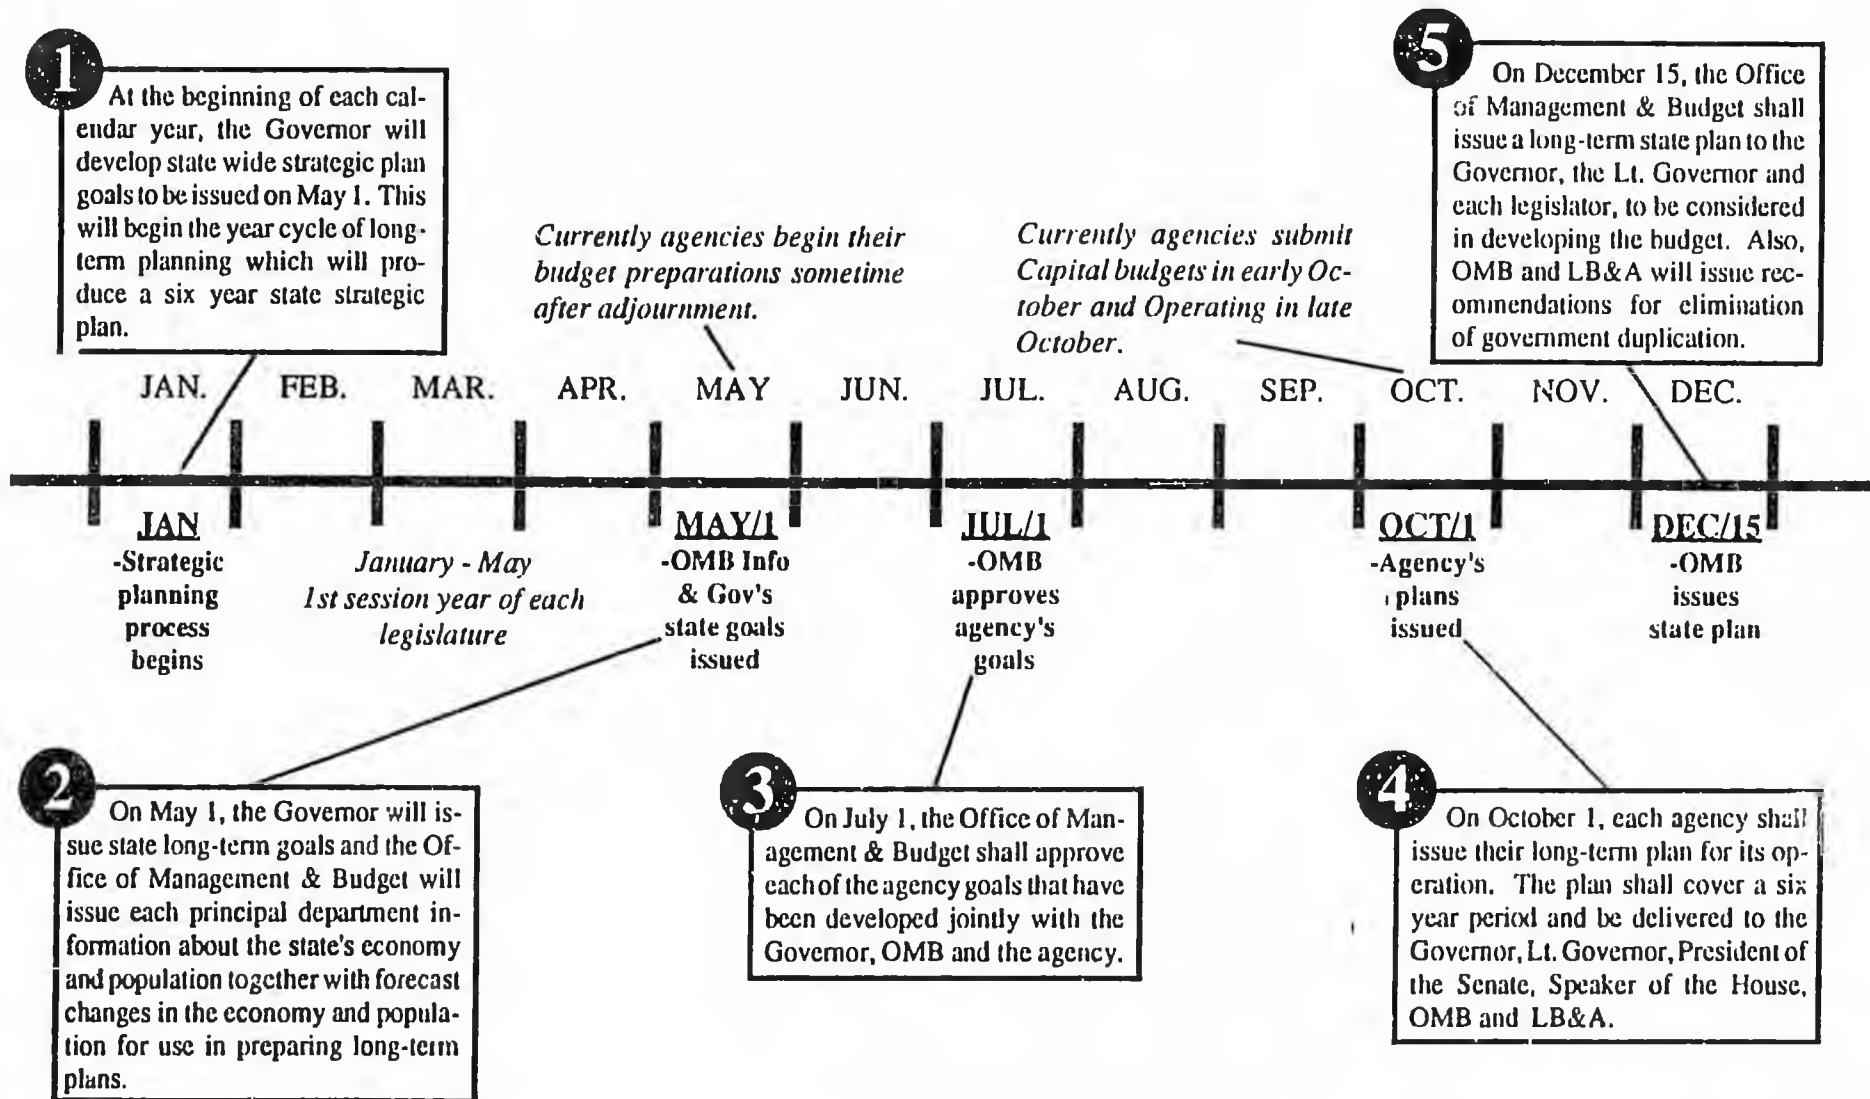 1
At the beginning of each cal-
endar year, the Governor will
develop state wide strategic plan
goals to be issued on May 1. This
will begin the year cycle of long-
term planning which will pro-
duce a six year state strategic
plan.
Currently agencies begin their
budget preparations sometime
after adjournment.
Currently agencies submit
Capital budgets in early Oc-
tober and Operating in late
October.
5
On December 15, the Office
of Management & Budget shall
issue a long-term state plan to the
Governor, the Lt. Governor and
each legislator, to be considered
in developing the budget. Also,
OMB and LB&A will issue rec-
ommendations for elimination
of government duplication.
JAN. FEB. MAR. APR. MAY JUN. JUL. AUG. SEP. OCT. NOV. DEC.
JAN
-Strategic
planning
process
begins
January - May
1st session year of each
legislature
MAY/1
-OMB Info
& Gov's
state goals
issued
JUL/1
-OMB
approves
agency's
goals
OCT/1
-Agency's
plans
issued
DEC/15
-OMB
issues
state plan
2
On May 1, the Governor will is-
sue state long-term goals and the Of-
fice of Management & Budget will
issue each principal department in-
formation about the state's economy
and population together with forecast
changes in the economy and popula-
tion for use in preparing long-term
plans.
3
On July 1, the Office of Man-
agement & Budget shall approve
each of the agency goals that have
been developed jointly with the
Governor, OMB and the agency.
4
On October 1, each agency shall
issue their long-term plan for its op-
eration. The plan shall cover a six
year period and be delivered to the
Governor, Lt. Governor, President of
the Senate, Speaker of the House,
OMB and LB&A.